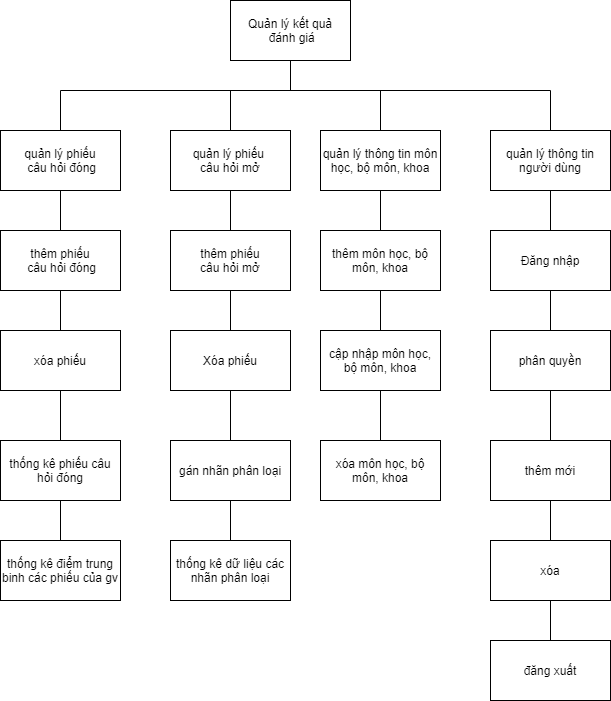 Quản lý kết quả
đánh giá
quản lý phiếu
câu hỏi đóng
quản lý phiếu
câu hỏi mở
quản lý thông tin môn
học, bộ môn, khoa
quản lý thông tin
người dùng
thêm phiếu
câu hỏi đóng
thêm phiếu
câu hỏi mở
thêm môn học, bộ
môn, khoa
Đăng nhập
xóa phiếu
Xóa phiếu
cập nhập môn học,
bộ môn, khoa
phân quyền
thống kê phiếu câu
hỏi đóng
gán nhãn phân loại
xóa môn học, bộ
môn, khoa
thêm mới
thống kê điểm trung
binh các phiếu của gv
thống kê dữ liệu các
nhãn phân loại
xóa
đăng xuất